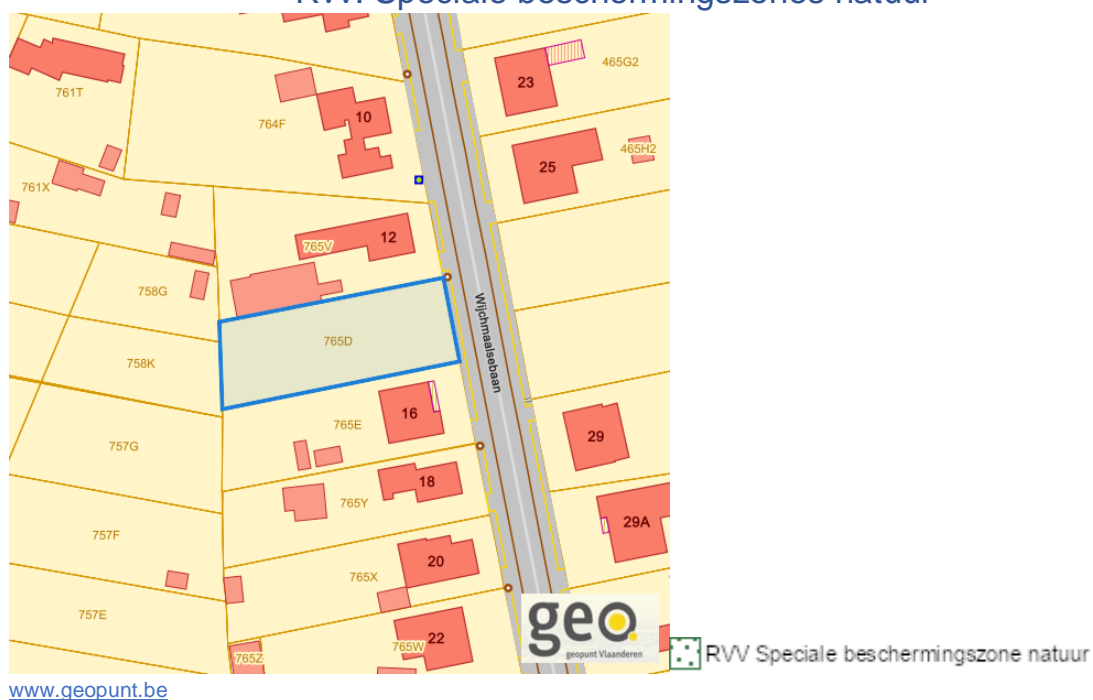 RVV: Speciale beschermingszones natuur
761T
764F
10
23
465G2
25
465H2
761X
765V
12
758G
Wijchmaalsebaan
765D
758K
16
765E
29
757G
18
765Y
29A
757F
20
765X
757E
765Z
765W
22
geo.
geopunt Vlaanderen
RVV Speciale beschermingszone natuur
www.geopunt.be